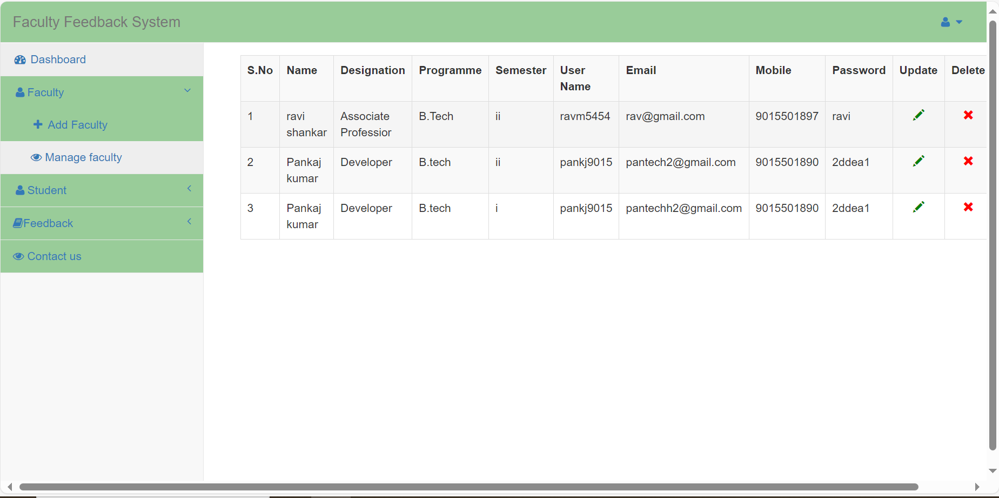 Faculty Feedback System
Dashboard
Faculty
Add Faculty
Manage faculty
Student
Feedback
Contact us
S.No Name Designation Programme Semester User Name Email Mobile Password Update Delete
1 ravi shankar Associate Professior B.Tech ii ravm5454 rav@gmail.com 9015501897 ravi
2 Pankaj kumar Developer B.tech ii pankj9015 pantech2@gmail.com 9015501890 2ddea1
3 Pankaj kumar Developer B.tech i pankj9015 pantechh2@gmail.com 9015501890 2ddea1